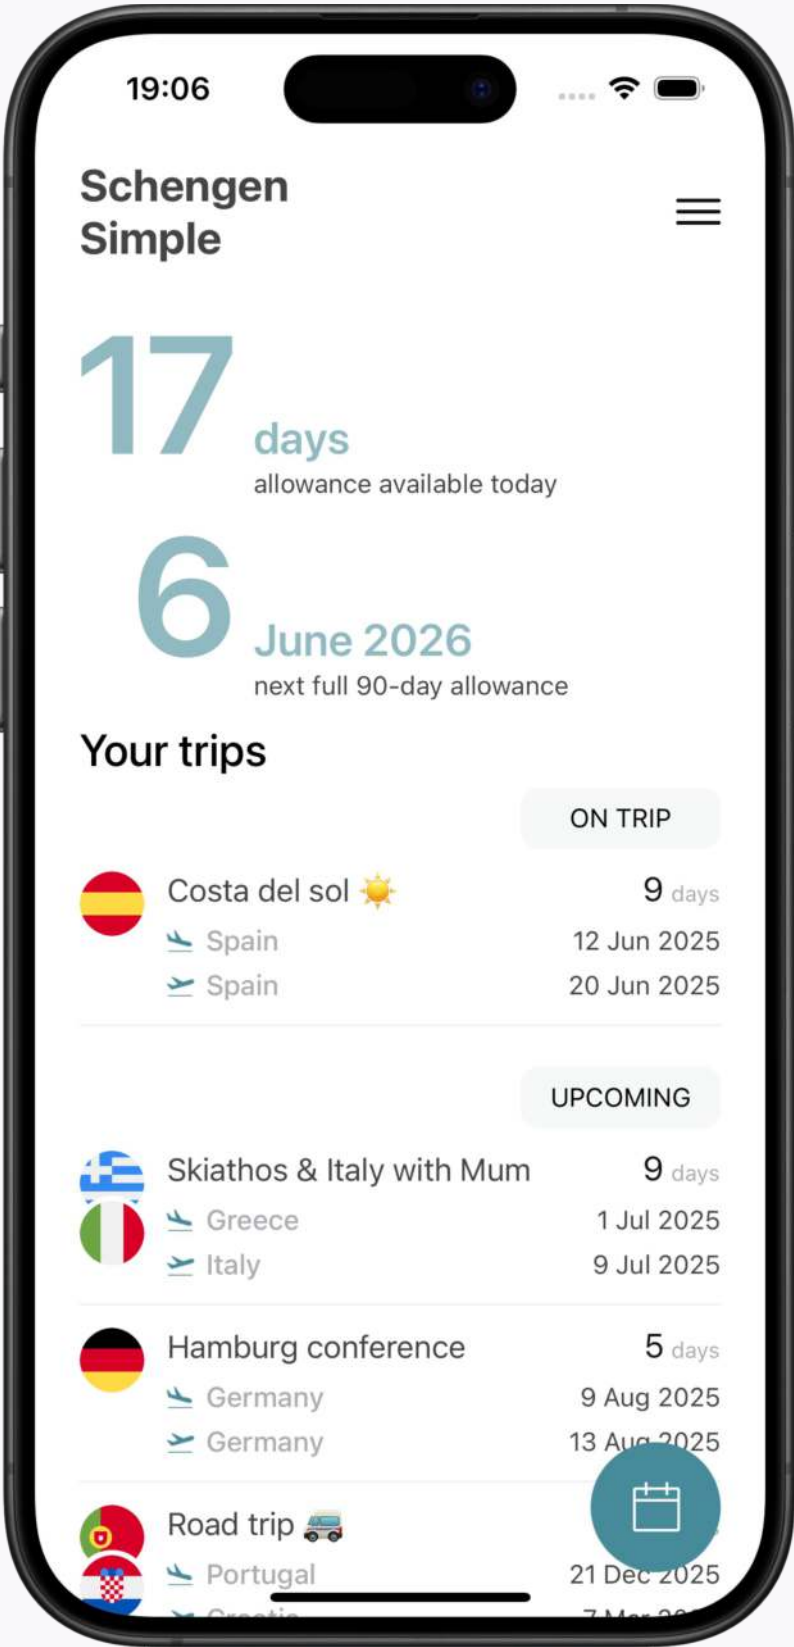 19:06
Schengen
Simple
17 days
allowance available today
6 June 2026
next full 90-day allowance
Your trips
ON TRIP
Costa del sol ☀️ 9 days
Spain 12 Jun 2025
Spain 20 Jun 2025
UPCOMING
Skiathos & Italy with Mum 9 days
Greece 1 Jul 2025
Italy 9 Jul 2025
Hamburg conference 5 days
Germany 9 Aug 2025
Germany 13 Aug 2025
Road trip 🚐
Portugal 21 Dec 2025